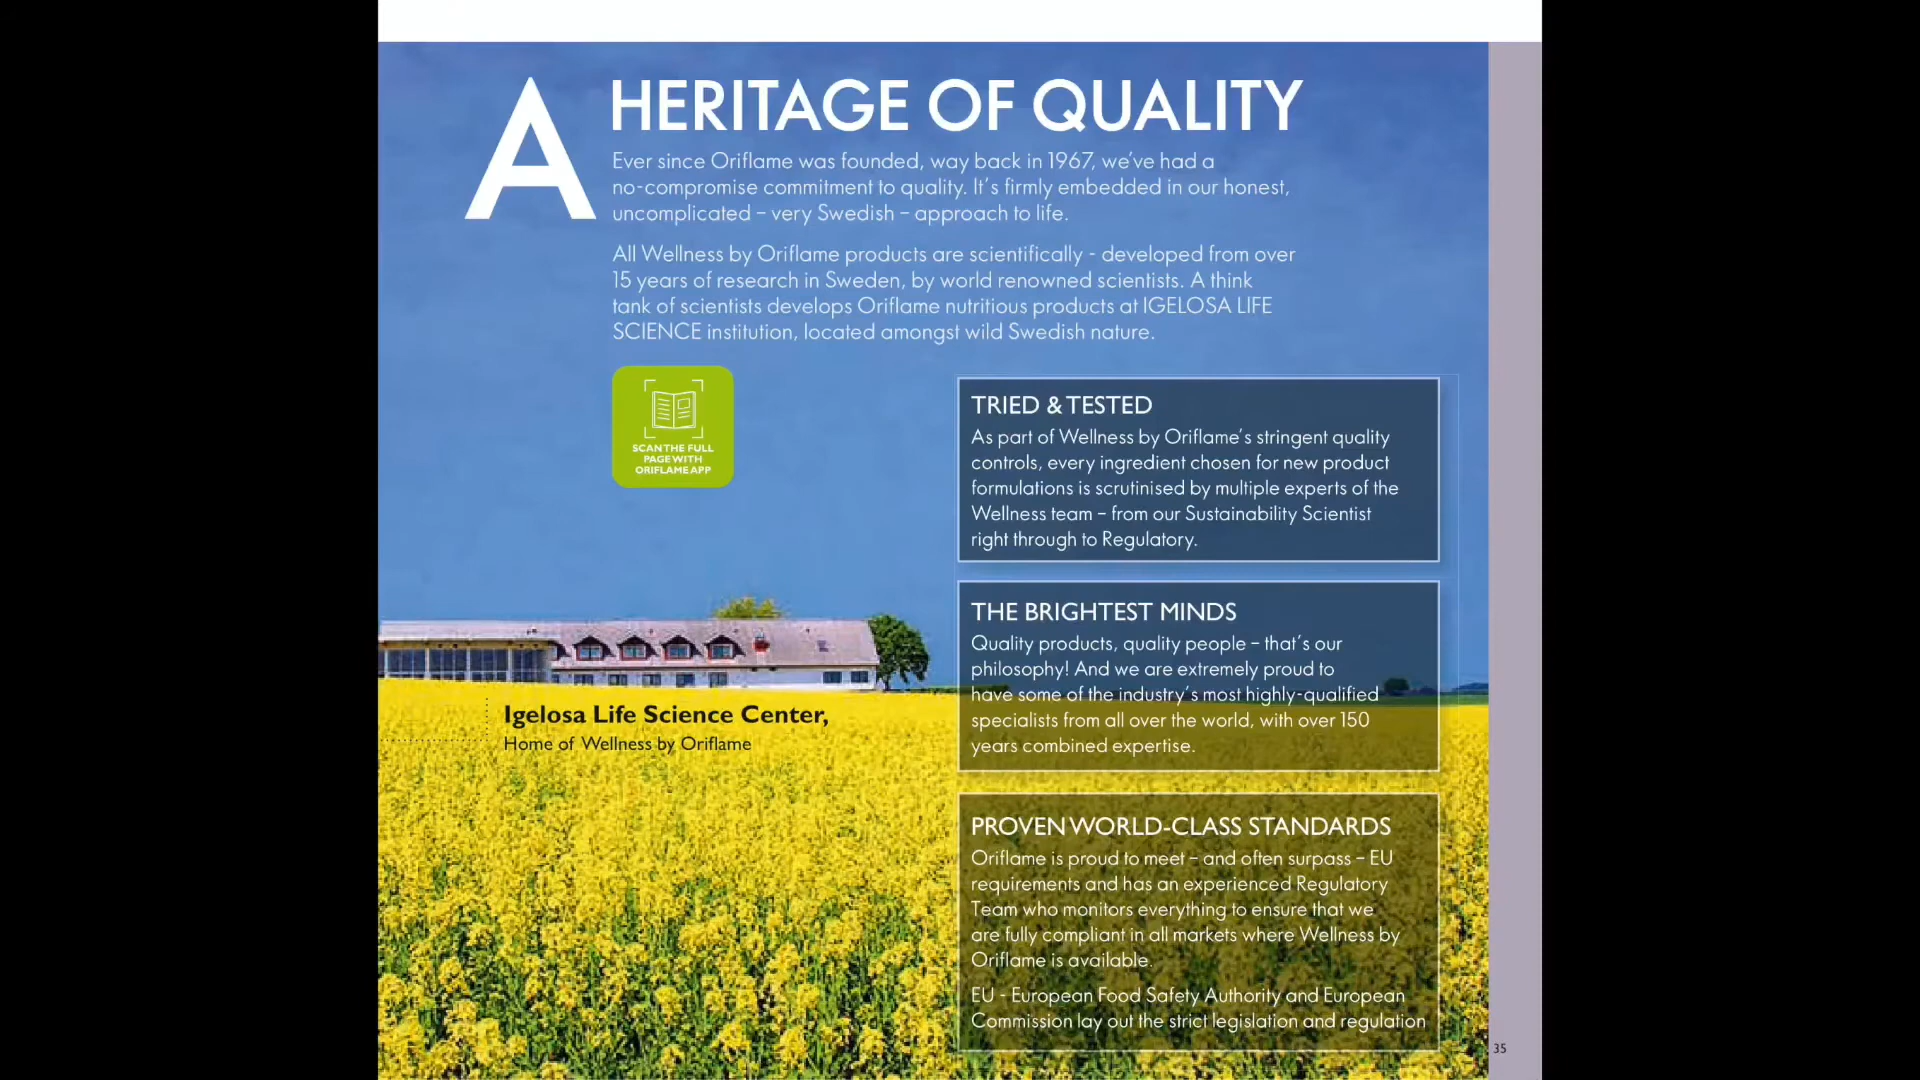 A HERITAGE OF QUALITY
Ever since Oriflame was founded, way back in 1967, we've had a
no-compromise commitment to quality. It's firmly embedded in our honest,
uncomplicated – very Swedish – approach to life.
All Wellness by Oriflame products are scientifically - developed from over
15 years of research in Sweden, by world renowned scientists. A think
tank of scientists develops Oriflame nutritious products at IGELOSA LIFE
SCIENCE institution, located amongst wild Swedish nature.
SCAN THE FULL
PAGE WITH
ORIFLAME APP
TRIED & TESTED
As part of Wellness by Oriflame's stringent quality
controls, every ingredient chosen for new product
formulations is scrutinised by multiple experts of the
Wellness team – from our Sustainability Scientist
right through to Regulatory.
THE BRIGHTEST MINDS
Quality products, quality people – that's our
philosophy! And we are extremely proud to
have some of the industry's most highly-qualified
specialists from all over the world, with over 150
years combined expertise.
Igelosa Life Science Center,
Home of Wellness by Oriflame
PROVEN WORLD-CLASS STANDARDS
Oriflame is proud to meet – and often surpass – EU
requirements and has an experienced Regulatory
Team who monitors everything to ensure that we
are fully compliant in all markets where Wellness by
Oriflame is available.
EU - European Food Safety Authority and European
Commission lay out the strict legislation and regulation
35